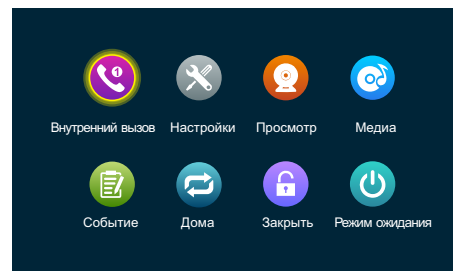 1
Внутренний вызов
Настройки
Просмотр
Медиа
Событие
Дома
Закрыть
Режим ожидания